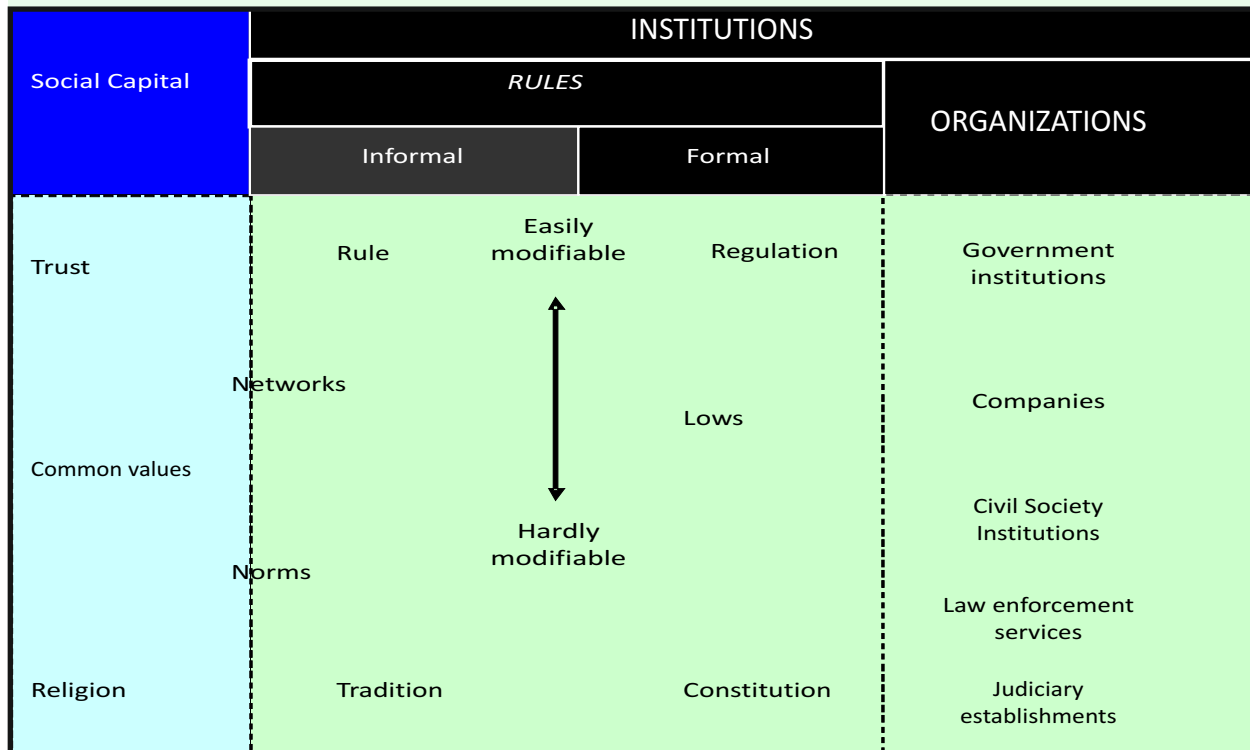 INSTITUTIONS
Social Capital
RULES
ORGANIZATIONS
Informal
Formal
Trust
Rule
Easily
modifiable
Regulation
Government
institutions
Networks
Lows
Companies
Common values
Hardly
modifiable
Civil Society
Institutions
Norms
Law enforcement
services
Religion
Tradition
Constitution
Judiciary
establishments